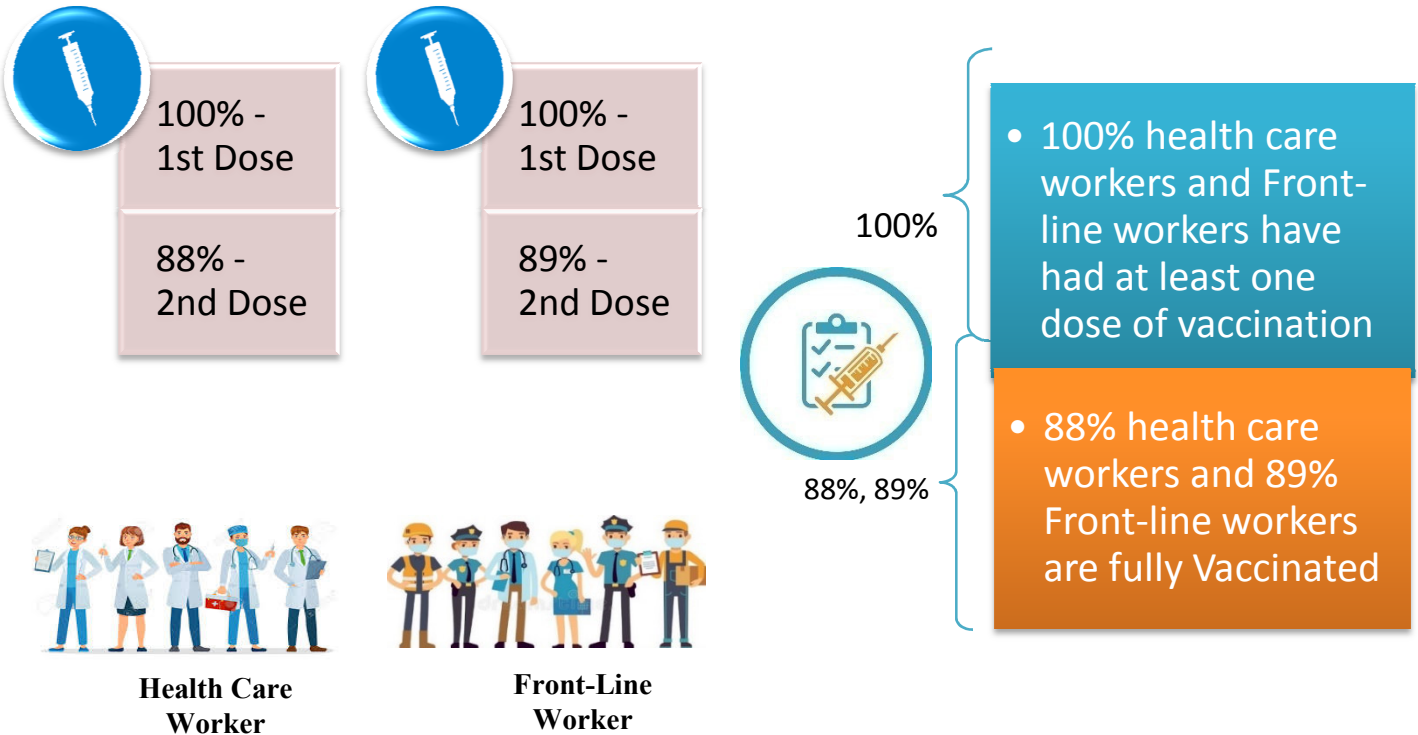 100% -
1st Dose
88% -
2nd Dose
Health Care
Worker
100% -
1st Dose
89% -
2nd Dose
Front-Line
Worker
100%
88%, 89%
• 100% health care
workers and Front-
line workers have
had at least one
dose of vaccination
• 88% health care
workers and 89%
Front-line workers
are fully Vaccinated